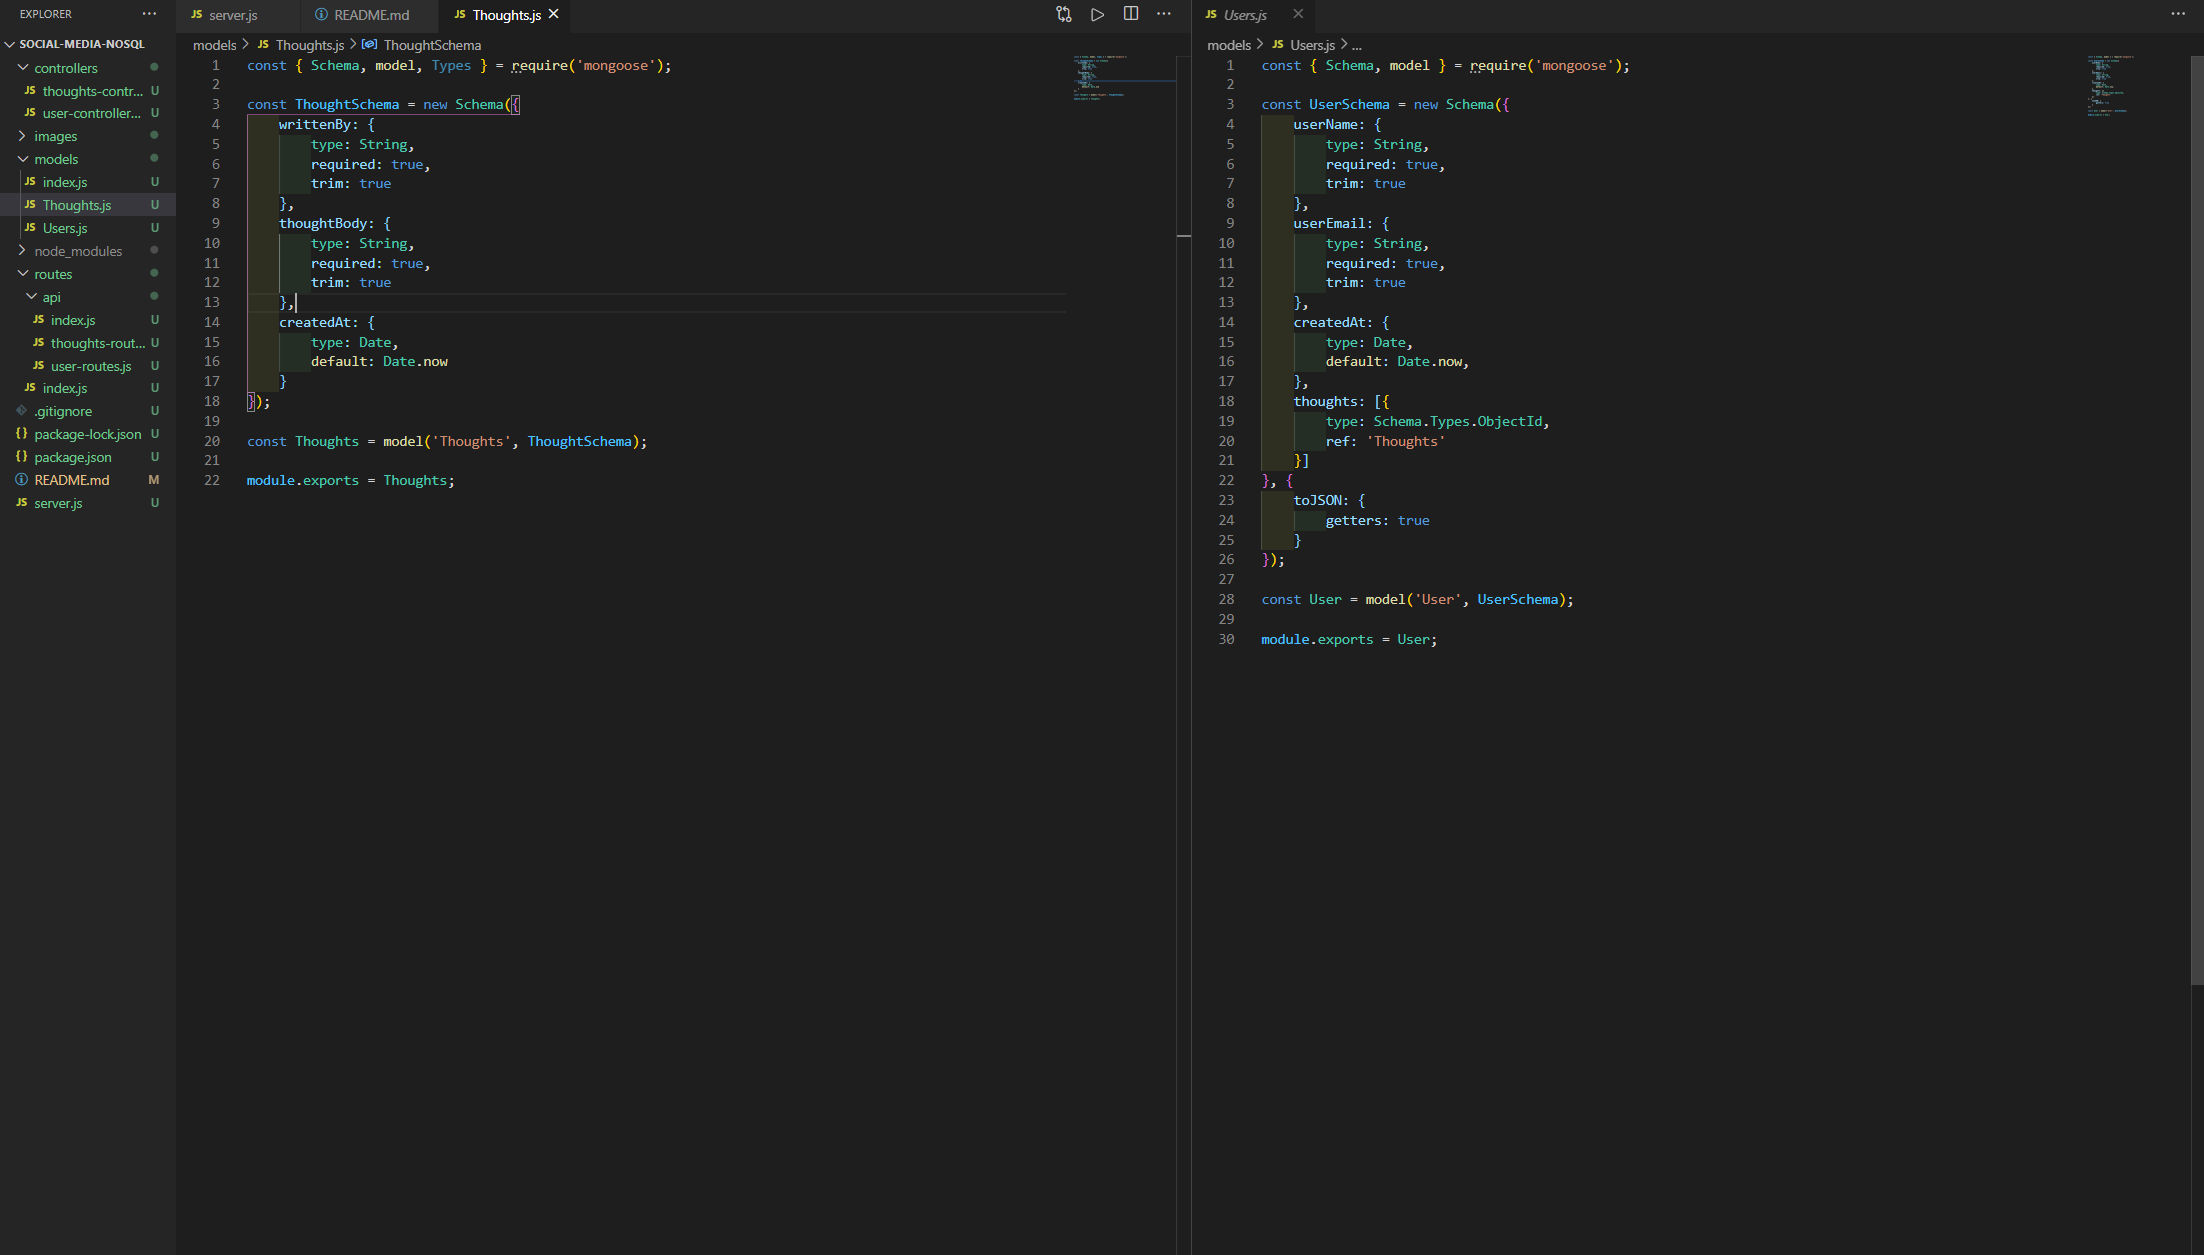 EXPLORER
SOCIAL-MEDIA-NOSQL
controllers
JS thoughts-contr... U
JS user-controller... U
images
models
JS index.js U
JS Thoughts.js U
JS Users.js U
node_modules
routes
api
JS index.js U
JS thoughts-rout... U
JS user-routes.js U
JS index.js U
.gitignore U
{} package-lock.json U
{} package.json U
README.md M
JS server.js U
JS server.js README.md JS Thoughts.js
models > JS Thoughts.js > ThoughtSchema
1 const { Schema, model, Types } = require('mongoose');
2
3 const ThoughtSchema = new Schema({
4 writtenBy: {
5 type: String,
6 required: true,
7 trim: true
8 },
9 thoughtBody: {
10 type: String,
11 required: true,
12 trim: true
13 },
14 createdAt: {
15 type: Date,
16 default: Date.now
17 }
18 });
19
20 const Thoughts = model('Thoughts', ThoughtSchema);
21
22 module.exports = Thoughts;
JS Users.js
models > JS Users.js > ...
1 const { Schema, model } = require('mongoose');
2
3 const UserSchema = new Schema({
4 userName: {
5 type: String,
6 required: true,
7 trim: true
8 },
9 userEmail: {
10 type: String,
11 required: true,
12 trim: true
13 },
14 createdAt: {
15 type: Date,
16 default: Date.now,
17 },
18 thoughts: [{
19 type: Schema.Types.ObjectId,
20 ref: 'Thoughts'
21 }]
22 }, {
23 toJSON: {
24 getters: true
25 }
26 });
27
28 const User = model('User', UserSchema);
29
30 module.exports = User;